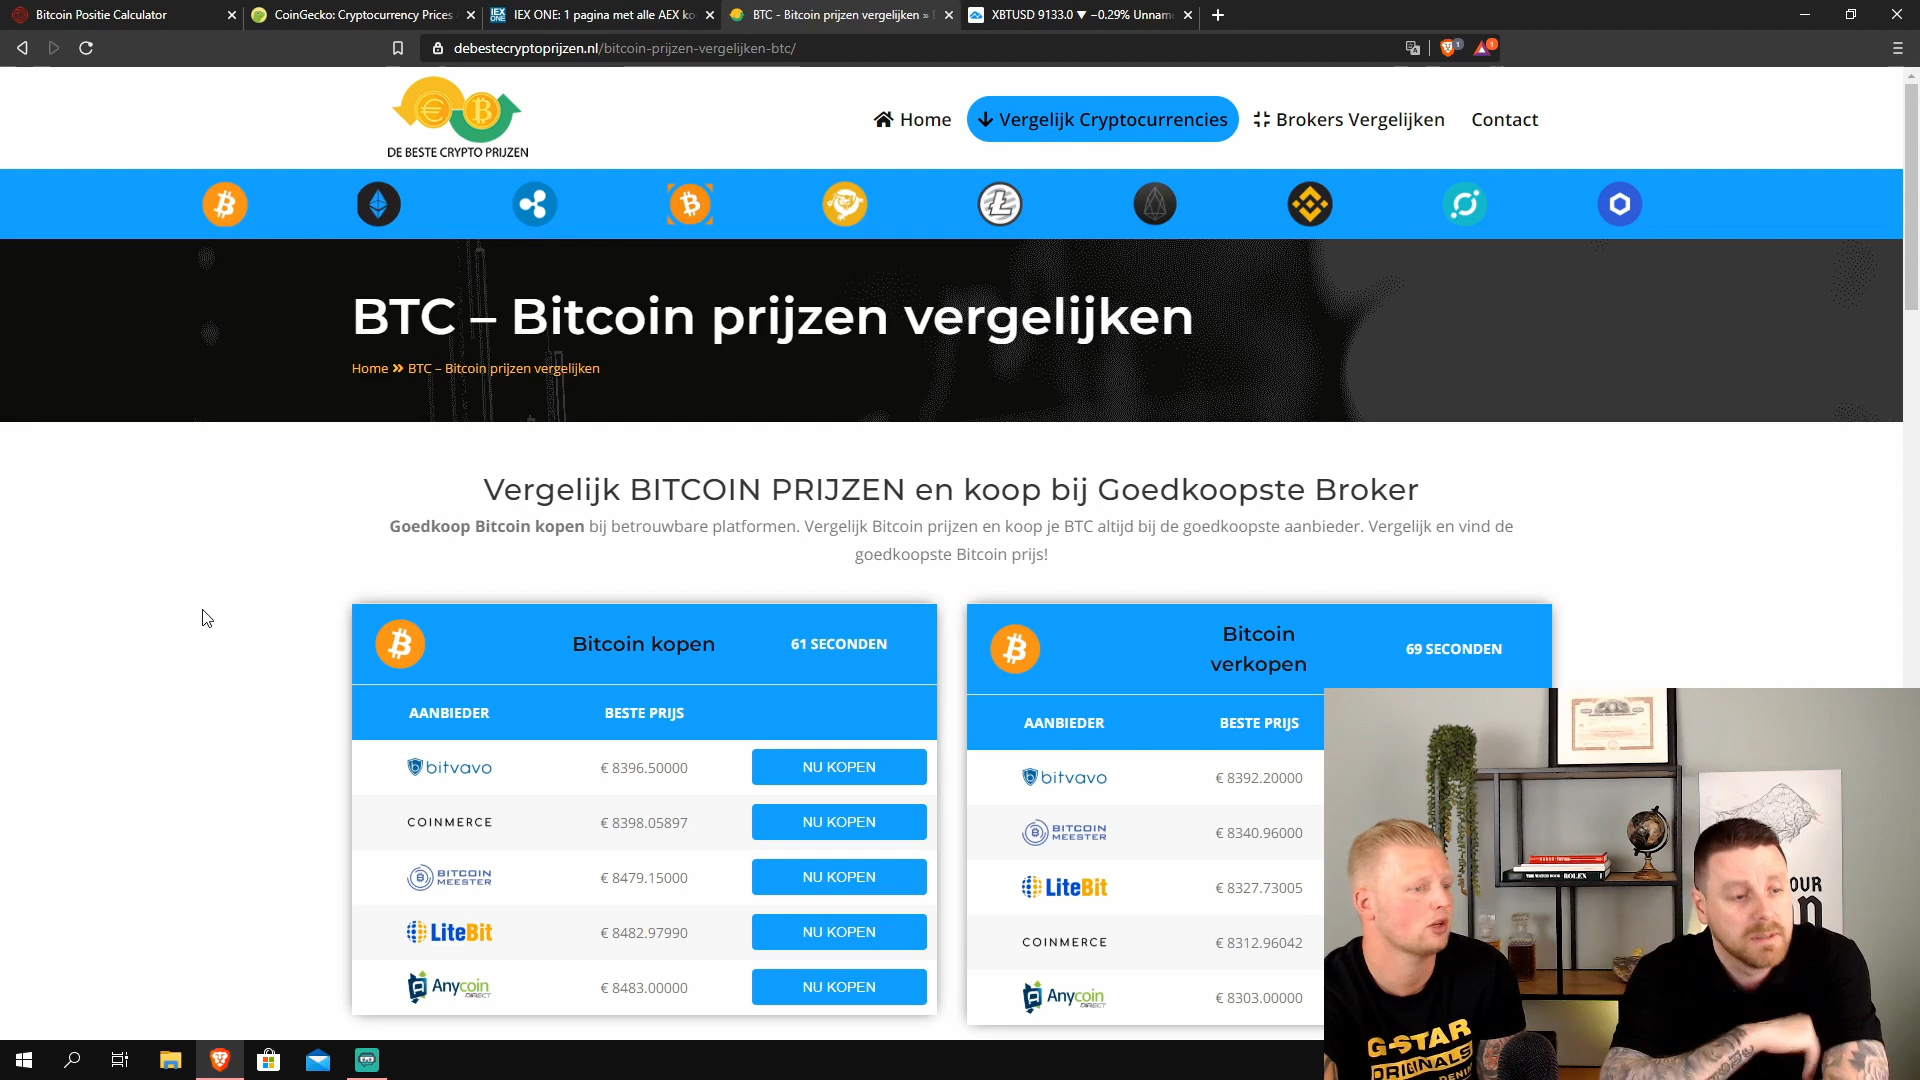 Bitcoin Positie Calculator
CoinGecko: Cryptocurrency Prices
IEX ONE: 1 pagina met alle AEX ko
BTC - Bitcoin prijzen vergelijken »
XBTUSD 9133.0 ▼ −0.29% Unnam
debestecryptoprijzen.nl/bitcoin-prijzen-vergelijken-btc/
DE BESTE CRYPTO PRIJZEN
Home
Vergelijk Cryptocurrencies
Brokers Vergelijken
Contact
BTC – Bitcoin prijzen vergelijken
Home » BTC – Bitcoin prijzen vergelijken
Vergelijk BITCOIN PRIJZEN en koop bij Goedkoopste Broker
Goedkoop Bitcoin kopen bij betrouwbare platformen. Vergelijk Bitcoin prijzen en koop je BTC altijd bij de goedkoopste aanbieder. Vergelijk en vind de
goedkoopste Bitcoin prijs!
Bitcoin kopen
61 SECONDEN
AANBIEDER BESTE PRIJS
bitvavo € 8396.50000 NU KOPEN
COINMERCE € 8398.05897 NU KOPEN
BITCOIN MEESTER € 8479.15000 NU KOPEN
LiteBit € 8482.97990 NU KOPEN
Anycoin DIRECT € 8483.00000 NU KOPEN
Bitcoin
verkopen
69 SECONDEN
AANBIEDER BESTE PRIJS
bitvavo € 8392.20000
BITCOIN MEESTER € 8340.96000
LiteBit € 8327.73005
COINMERCE € 8312.96042
Anycoin DIRECT € 8303.00000
G-STAR
ORIGINALS
ROLEX
OUR